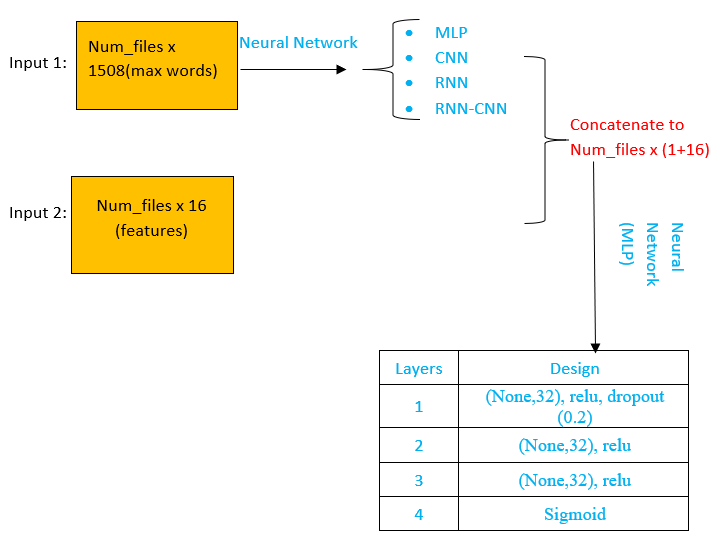 Input 1:
Num_files x
1508(max words)
Neural Network
• MLP
• CNN
• RNN
• RNN-CNN
Concatenate to
Num_files x (1+16)
Input 2:
Num_files x 16
(features)
Neural
Network
(MLP)
Layers Design
1 (None,32), relu, dropout
(0.2)
2 (None,32), relu
3 (None,32), relu
4 Sigmoid